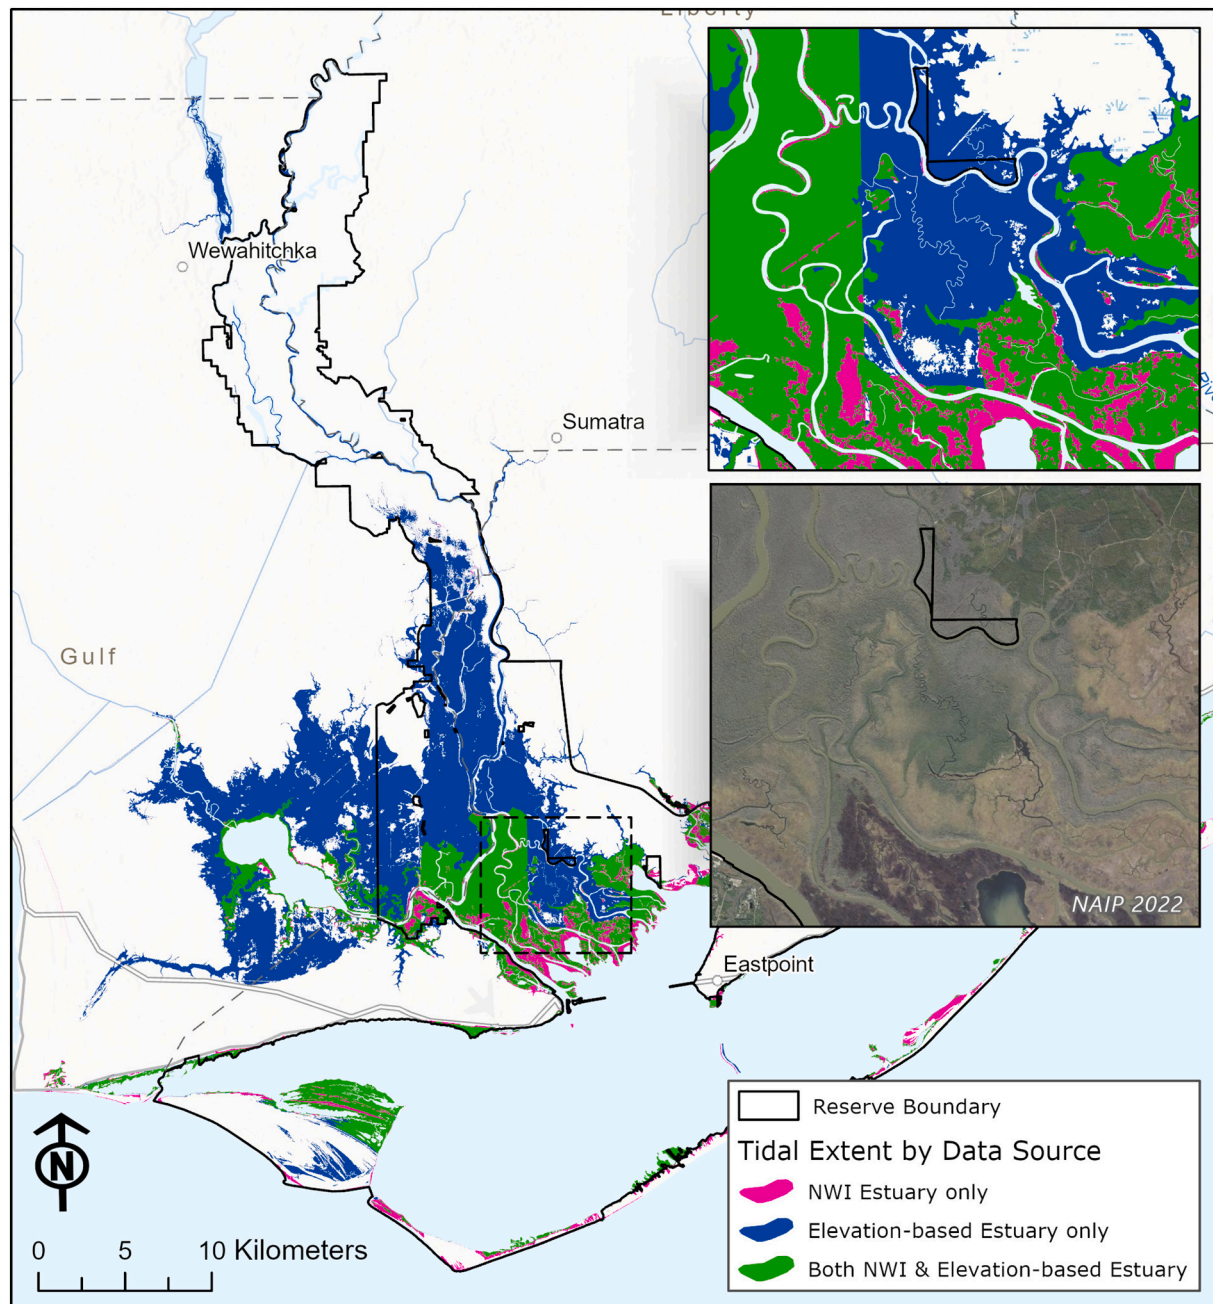 Liberty
Wewahitchka
Sumatra
Gulf
NAIP 2022
Eastpoint
Reserve Boundary
Tidal Extent by Data Source
NWI Estuary only
Elevation-based Estuary only
Both NWI & Elevation-based Estuary
N
0 5 10 Kilometers